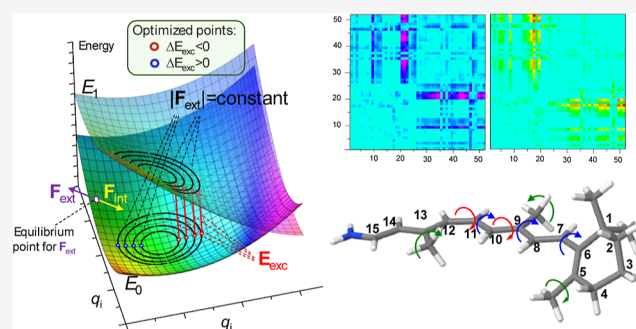 Optimized points:
ΔE_exc<0
ΔE_exc>0
Energy
E_1
|F_ext|=constant
F_ext
F_int
Equilibrium
point for F_ext
E_exc
E_0
q_i
q_i
50
40
30
20
10
10 20 30 40 50
10 20 30 40 50
15
14
13
12
11
10
9
8
7
6
5
4
3
2
1